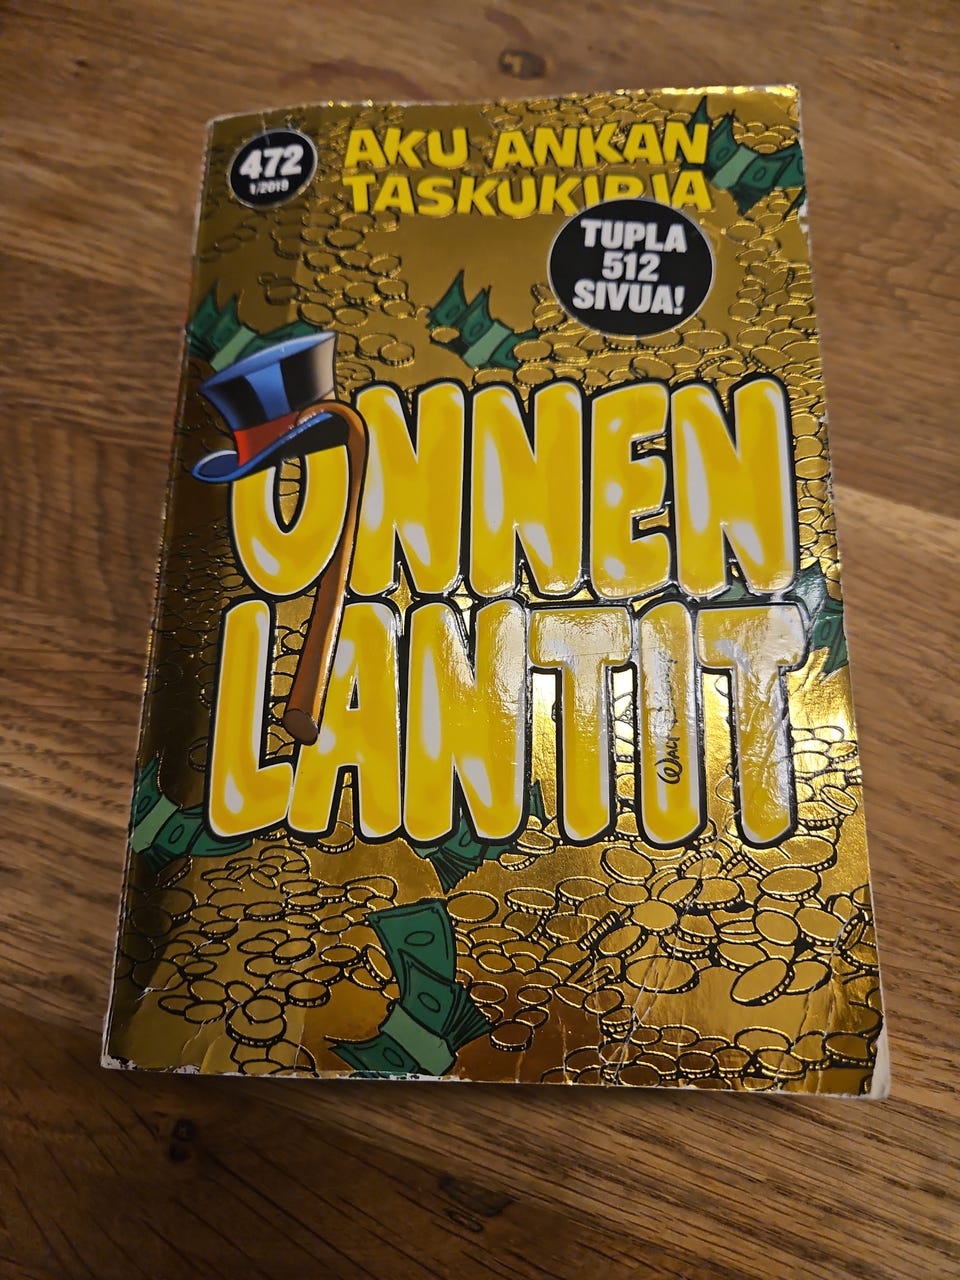 472
1/2019
AKU ANKAN
TASKUKIRJA
TUPLA
512
SIVUA!
ONNEN
LANTIT